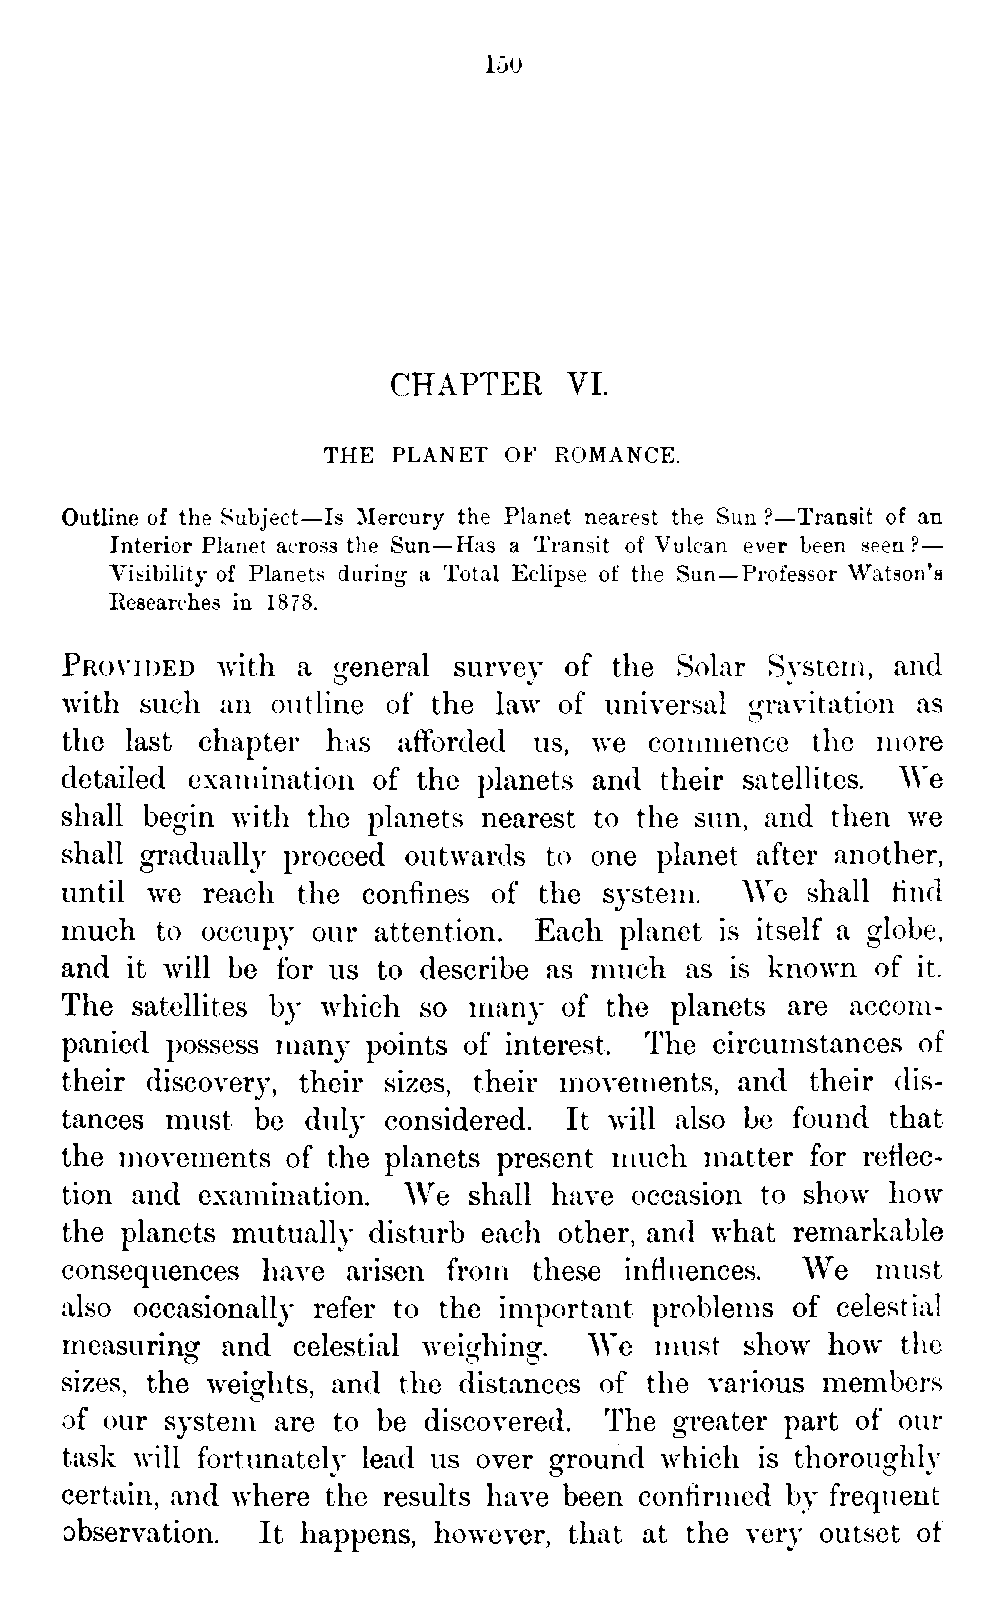 150
CHAPTER VI.
THE PLANET OF ROMANCE.
Outline of the Subject—Is Mercury the Planet nearest the Sun?—Transit of an
Interior Planet across the Sun—Has a Transit of Vulcan ever been seen?—
Visibility of Planets during a Total Eclipse of the Sun—Professor Watson's
Researches in 1878.
PROVIDED with a general survey of the Solar System, and
with such an outline of the law of universal gravitation as
the last chapter has afforded us, we commence the more
detailed examination of the planets and their satellites. We
shall begin with the planets nearest to the sun, and then we
shall gradually proceed outwards to one planet after another,
until we reach the confines of the system. We shall find
much to occupy our attention. Each planet is itself a globe,
and it will be for us to describe as much as is known of it.
The satellites by which so many of the planets are accom-
panied possess many points of interest. The circumstances of
their discovery, their sizes, their movements, and their dis-
tances must be duly considered. It will also be found that
the movements of the planets present much matter for reflec-
tion and examination. We shall have occasion to show how
the planets mutually disturb each other, and what remarkable
consequences have arisen from these influences. We must
also occasionally refer to the important problems of celestial
measuring and celestial weighing. We must show how the
sizes, the weights, and the distances of the various members
of our system are to be discovered. The greater part of our
task will fortunately lead us over ground which is thoroughly
certain, and where the results have been confirmed by frequent
observation. It happens, however, that at the very outset of